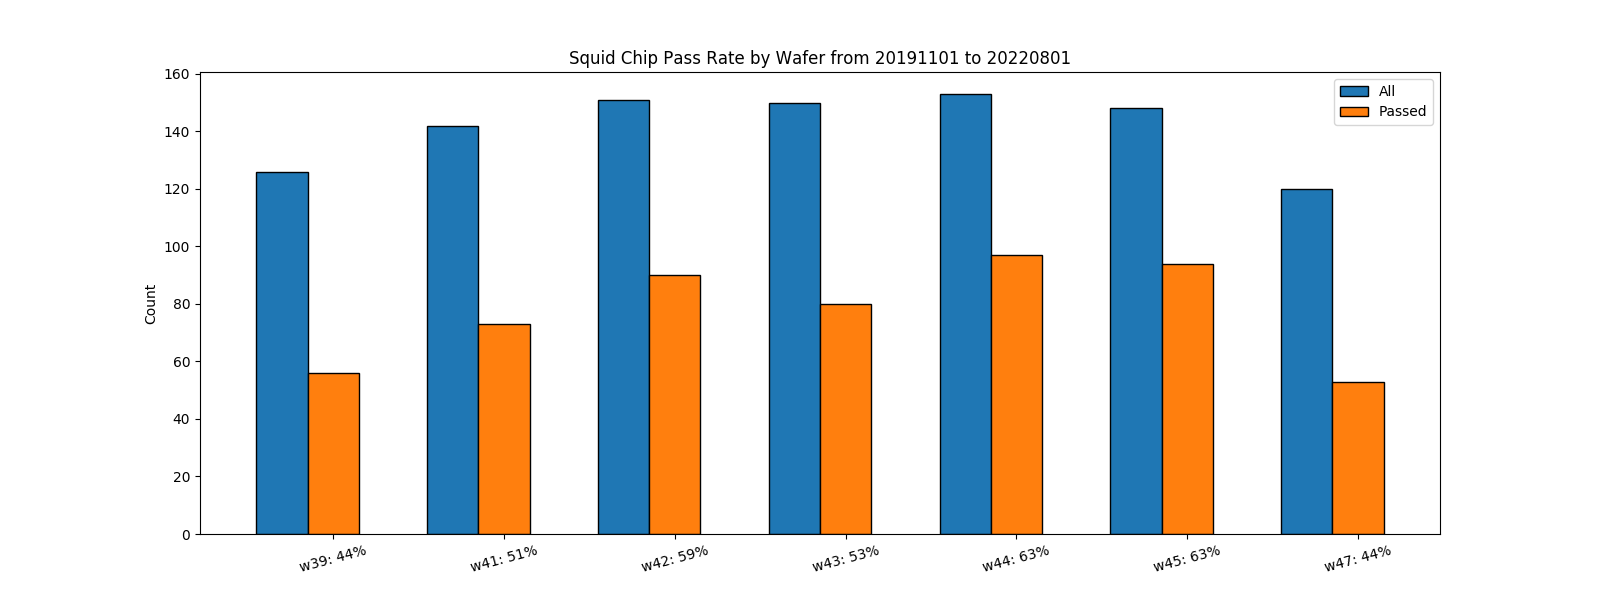 Squid Chip Pass Rate by Wafer from 20191101 to 20220801
All
Passed
Count
160
140
120
100
80
60
40
20
0
w39: 44%
w41: 51%
w42: 59%
w43: 53%
w44: 63%
w45: 63%
w47: 44%